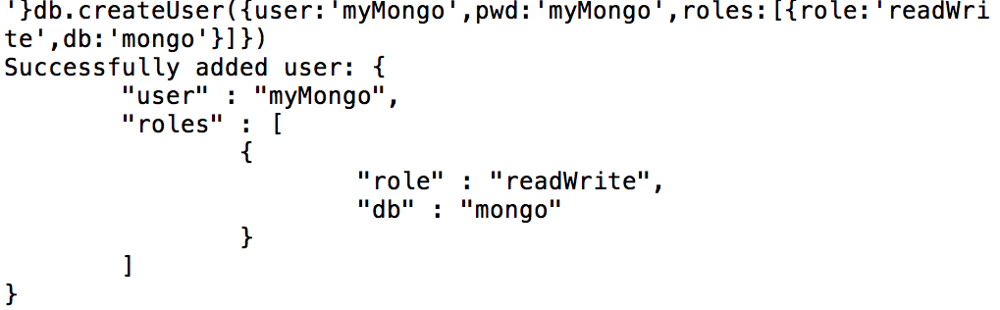 '}db.createUser({user:'myMongo',pwd:'myMongo',roles:[{role:'readWri
te',db:'mongo'}]})
Successfully added user: {
        "user" : "myMongo",
        "roles" : [
                {
                        "role" : "readWrite",
                        "db" : "mongo"
                }
        ]
}